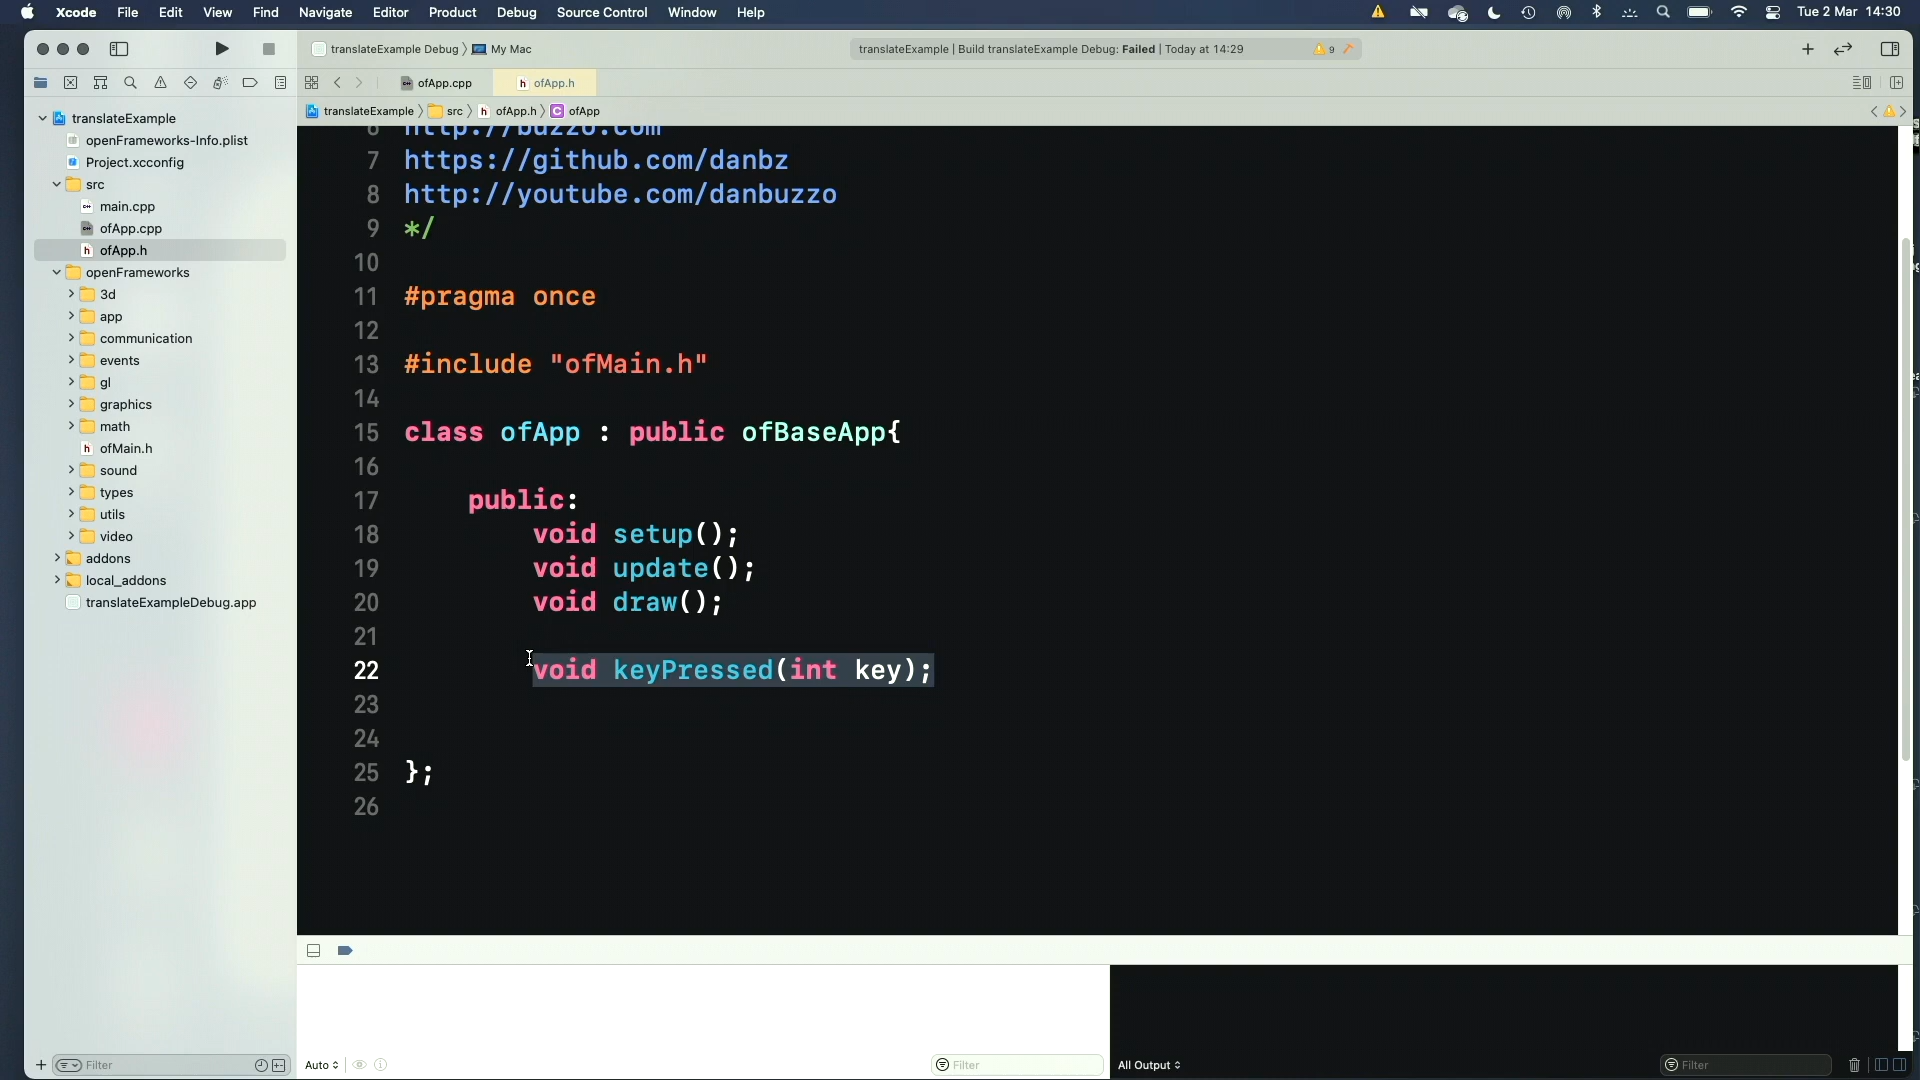 Xcode File Edit View Find Navigate Editor Product Debug Source Control Window Help Tue 2 Mar 14:30
translateExample Debug 〉 My Mac translateExample | Build translateExample Debug: Failed | Today at 14:29 9
ofApp.cpp ofApp.h
translateExample 〉 src 〉 h ofApp.h 〉 C ofApp
translateExample
openFrameworks-Info.plist
Project.xcconfig
src
main.cpp
ofApp.cpp
h ofApp.h
openFrameworks
3d
app
communication
events
gl
graphics
math
h ofMain.h
sound
types
utils
video
addons
local_addons
translateExampleDebug.app
6 http://buzzo.com
7 https://github.com/danbz
8 http://youtube.com/danbuzzo
9 */
10
11 #pragma once
12
13 #include "ofMain.h"
14
15 class ofApp : public ofBaseApp{
16
17 public:
18 void setup();
19 void update();
20 void draw();
21
22 void keyPressed(int key);
23
24
25 };
26
Filter Auto Filter All Output Filter